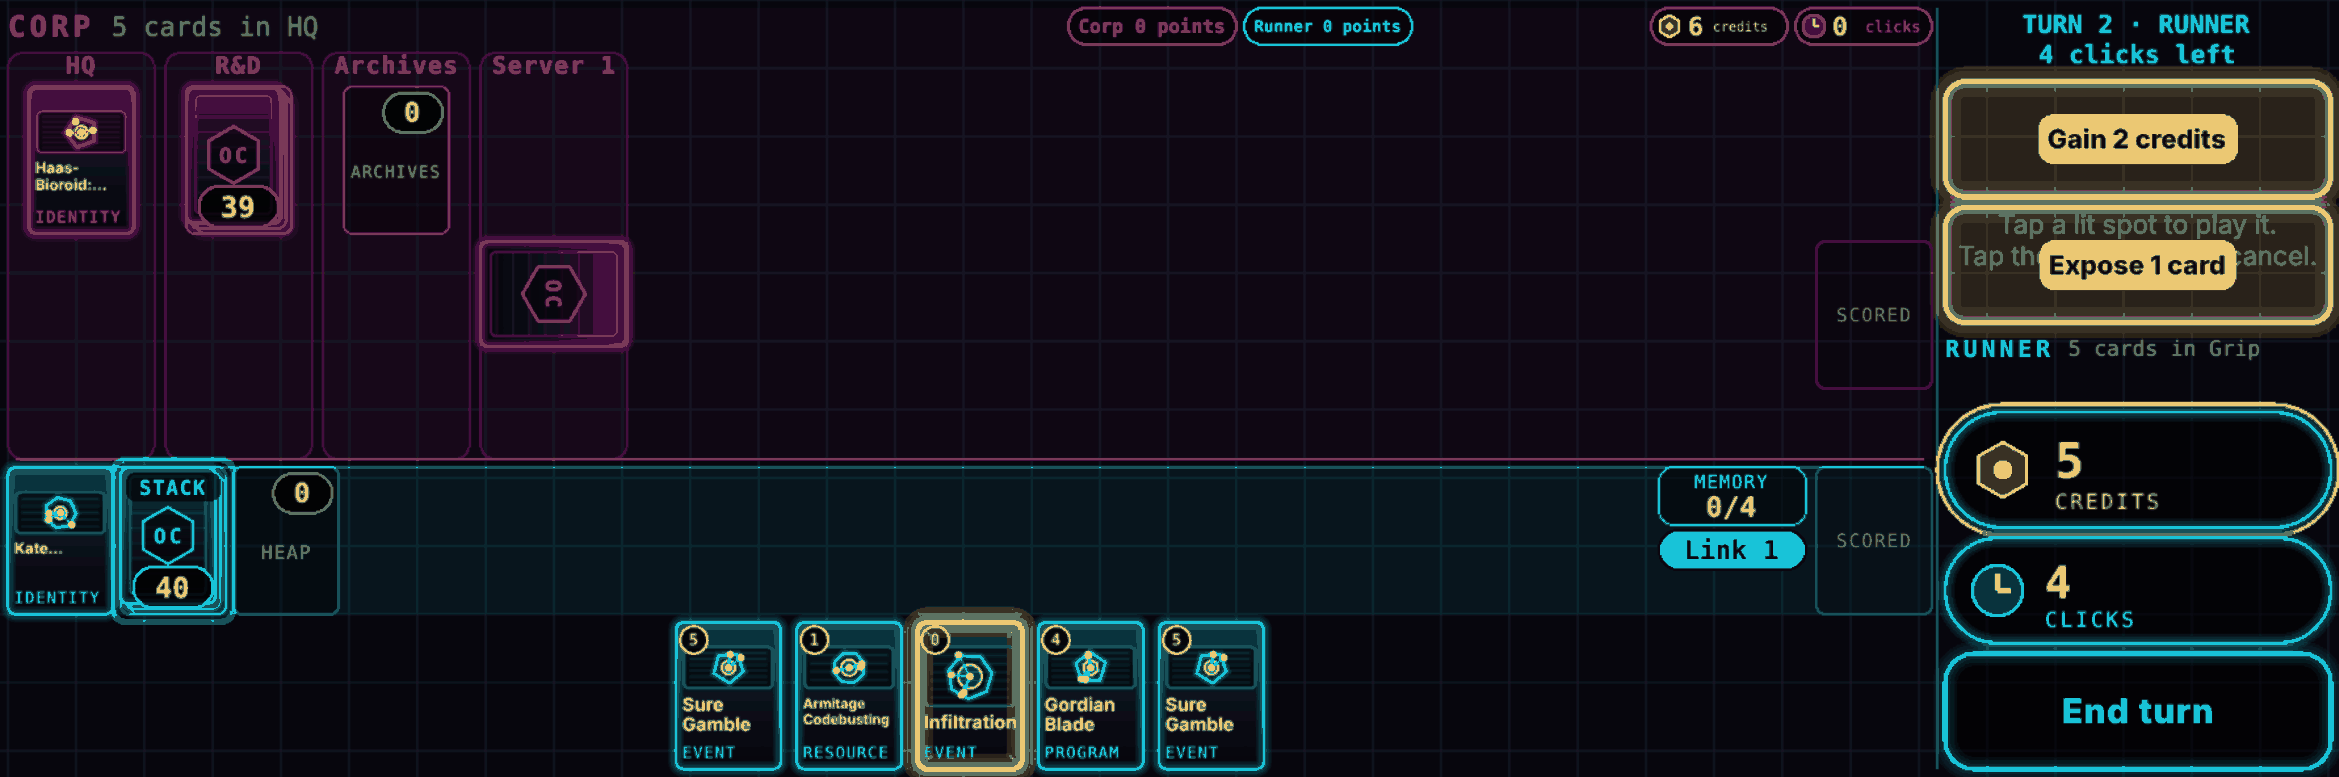 CORP 5 cards in HQ
Corp 0 points
Runner 0 points
6 credits
0 clicks
TURN 2 · RUNNER
4 clicks left
HQ
R&D
Archives
Server 1
Haas-
Bioroid:...
IDENTITY
OC
39
0
ARCHIVES
OC
SCORED
Gain 2 credits
Tap a lit spot to play it.
Tap the
cancel.
Expose 1 card
RUNNER 5 cards in Grip
5
CREDITS
4
CLICKS
End turn
Kate...
IDENTITY
STACK
OC
40
0
HEAP
MEMORY
0/4
Link 1
SCORED
5
Sure
Gamble
EVENT
1
Armitage
Codebusting
RESOURCE
0
Infiltration
EVENT
4
Gordian
Blade
PROGRAM
5
Sure
Gamble
EVENT